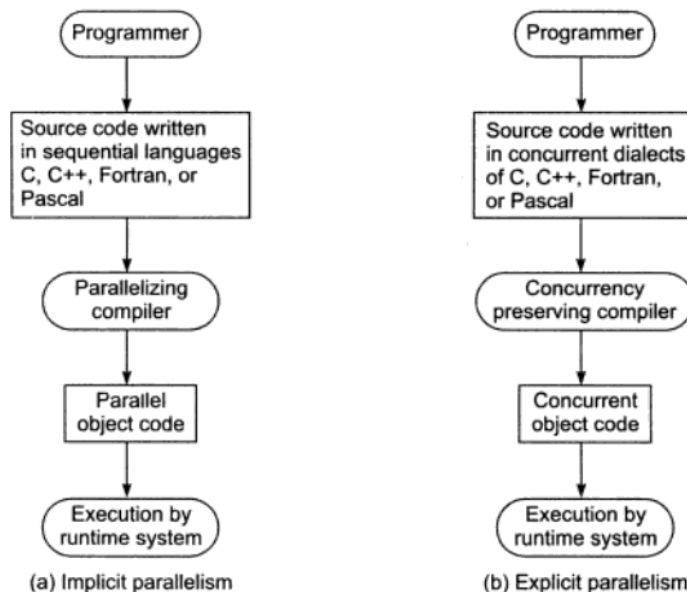 Programmer
Source code written
in sequential languages
C, C++, Fortran, or
Pascal
Parallelizing
compiler
Parallel
object code
Execution by
runtime system
(a) Implicit parallelism
Programmer
Source code written
in concurrent dialects
of C, C++, Fortran,
or Pascal
Concurrency
preserving compiler
Concurrent
object code
Execution by
runtime system
(b) Explicit parallelism